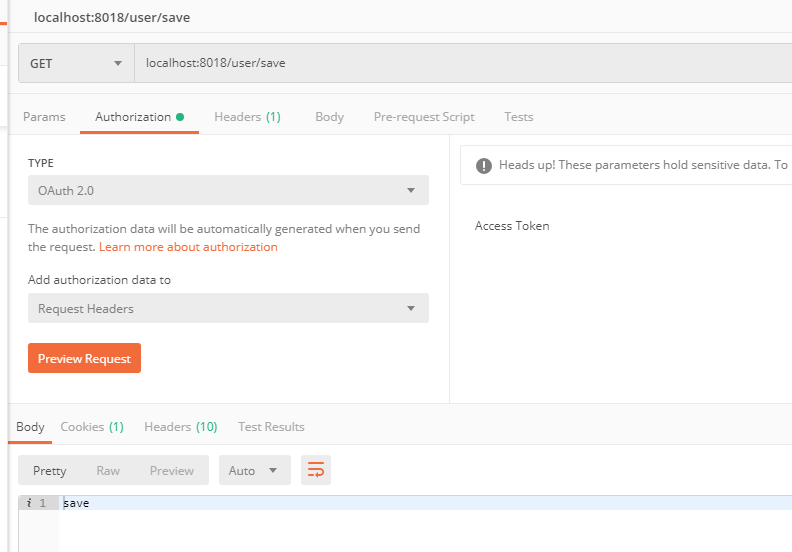 localhost:8018/user/save
GET localhost:8018/user/save
Params Authorization Headers (1) Body Pre-request Script Tests
TYPE
OAuth 2.0
Heads up! These parameters hold sensitive data. To
The authorization data will be automatically generated when you send
the request. Learn more about authorization
Access Token
Add authorization data to
Request Headers
Preview Request
Body Cookies (1) Headers (10) Test Results
Pretty Raw Preview Auto
i 1 save